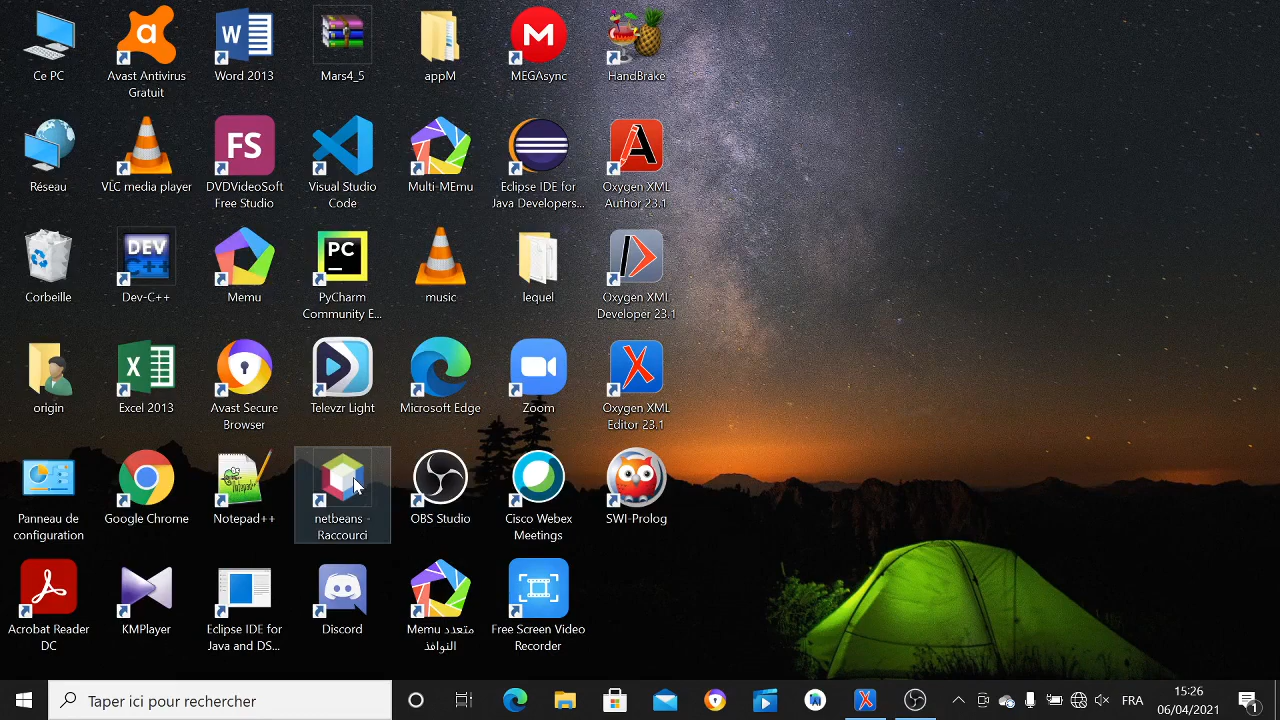 Ce PC
Avast Antivirus
Gratuit
Word 2013
Mars4_5
appM
MEGAsync
HandBrake
Réseau
VLC media player
FS
DVDVideoSoft
Free Studio
Visual Studio
Code
Multi-MEmu
Eclipse IDE for
Java Developers...
Oxygen XML
Author 23.1
Corbeille
DEV
C++
Dev-C++
Memu
PC
PyCharm
Community E...
music
lequel
Oxygen XML
Developer 23.1
origin
Excel 2013
Avast Secure
Browser
Televzr Light
Microsoft Edge
Zoom
Oxygen XML
Editor 23.1
Panneau de
configuration
Google Chrome
Notepad++
netbeans -
Raccourci
OBS Studio
Cisco Webex
Meetings
SWI-Prolog
Acrobat Reader
DC
KMPlayer
Eclipse IDE for
Java and DS...
Discord
Memu متعدد
النوافذ
Free Screen Video
Recorder
Taper ici pour rechercher
FRA
15:26
06/04/2021
1